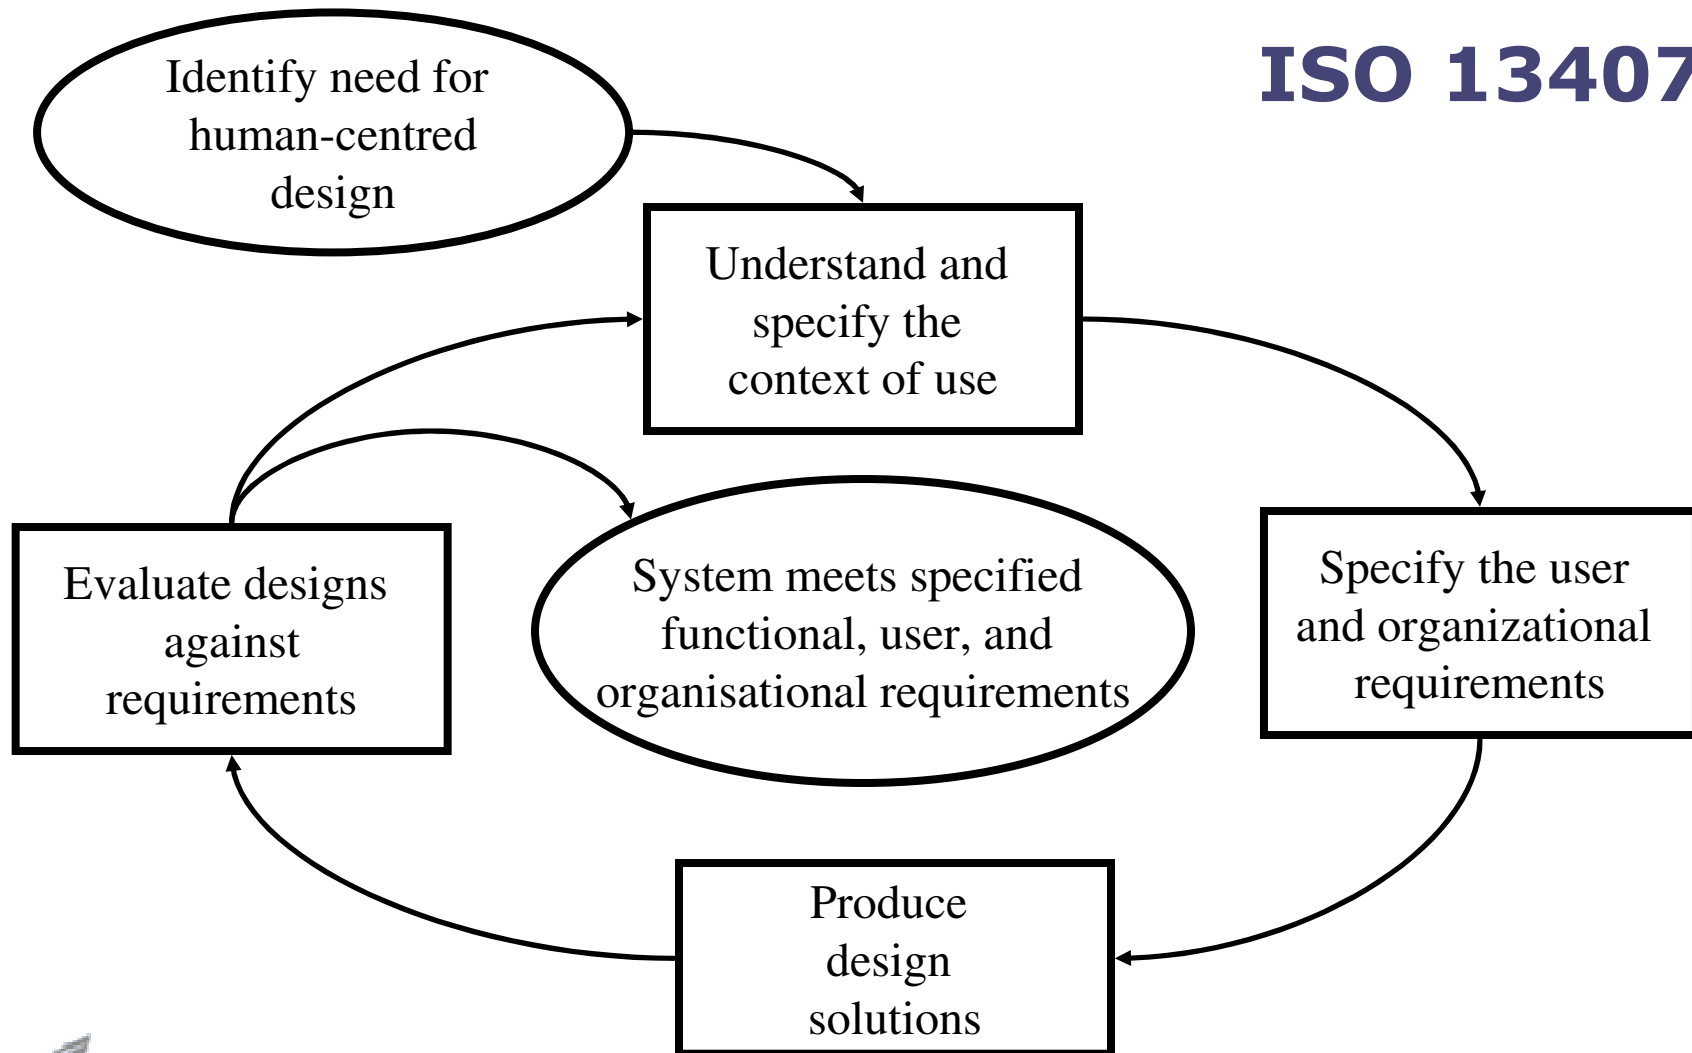 ISO 13407
Identify need for
human-centred
design
Understand and
specify the
context of use
Evaluate designs
against
requirements
System meets specified
functional, user, and
organisational requirements
Specify the user
and organizational
requirements
Produce
design
solutions